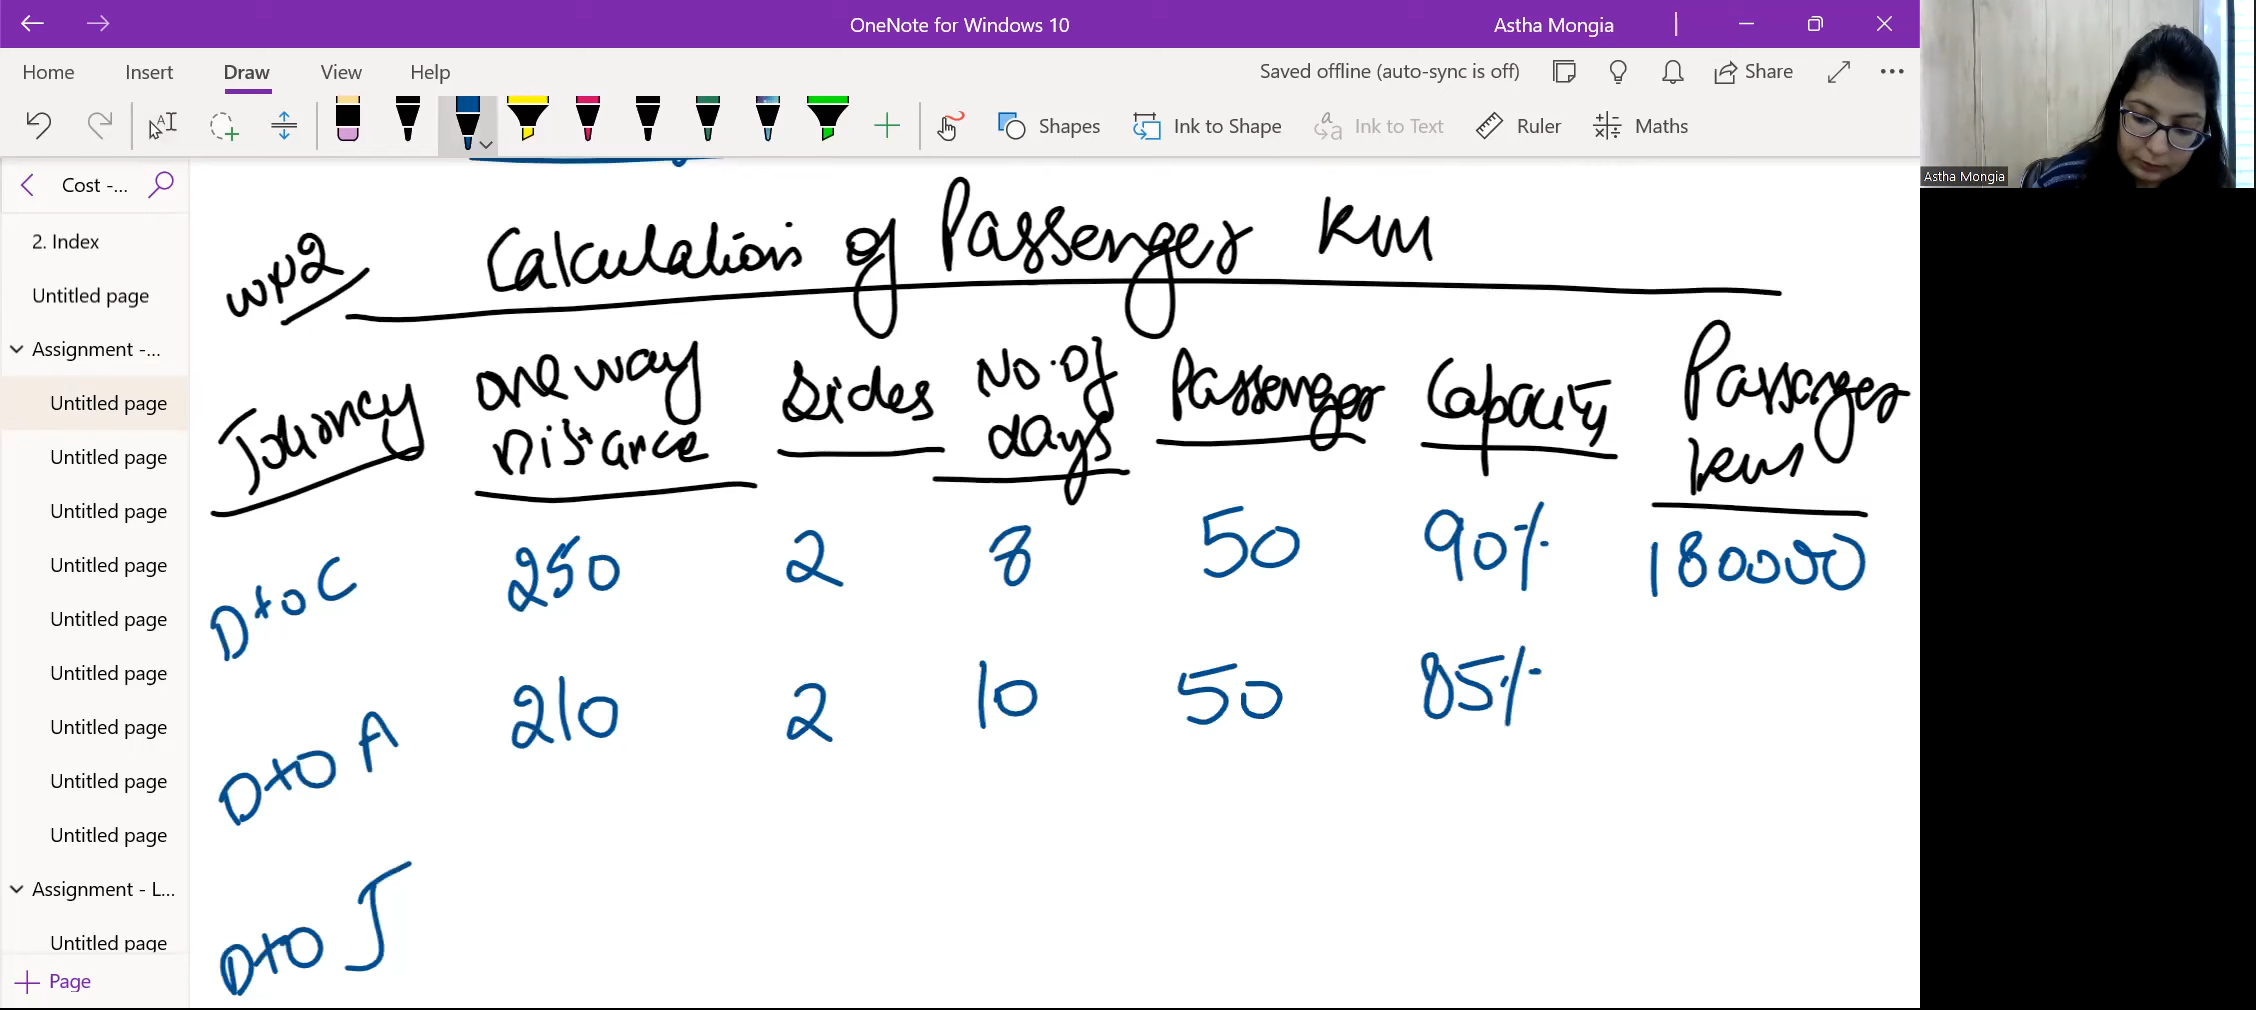 OneNote for Windows 10
Astha Mongia
Home Insert Draw View Help
Saved offline (auto-sync is off) Share
Shapes Ink to Shape Ink to Text Ruler Maths
Astha Mongia
Cost -...
2. Index
Untitled page
Assignment -...
Untitled page
Untitled page
Untitled page
Untitled page
Untitled page
Untitled page
Untitled page
Untitled page
Untitled page
Assignment - L...
Untitled page
Page
WN2 Calculation of Passenger KM
Journey One way Distance Sides No. of days Passenger Capacity Passenger kms
D to C 250 2 8 50 90% 180000
D to A 210 2 10 50 85%
D to J